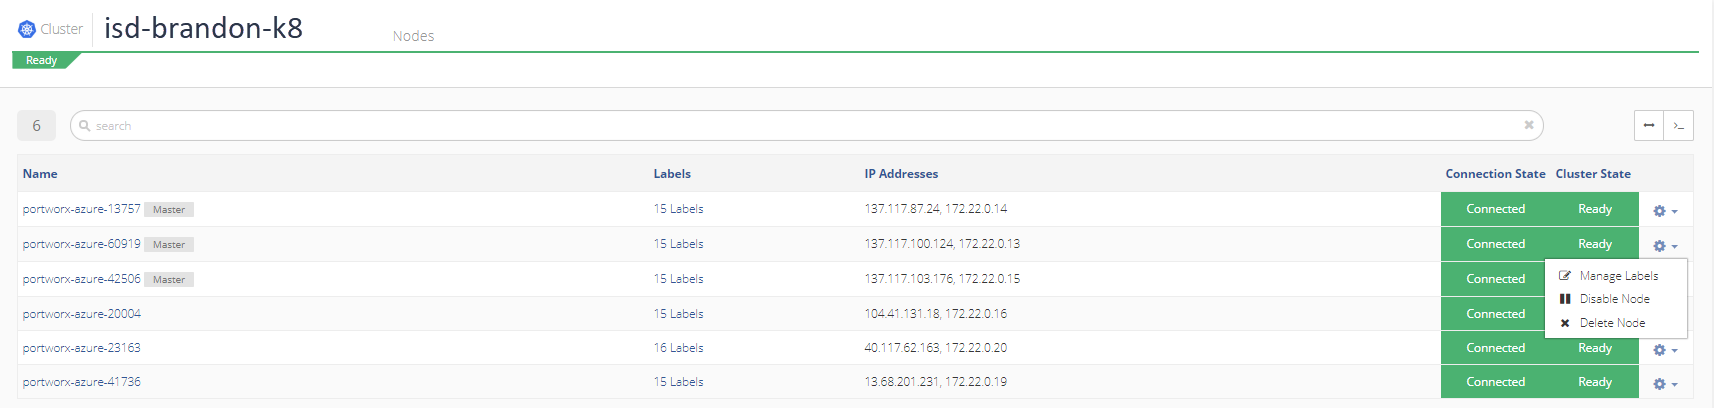 Cluster isd-brandon-k8 Nodes
Ready
6 search >_
Name Labels IP Addresses Connection State Cluster State
portworx-azure-13757 Master 15 Labels 137.117.87.24, 172.22.0.14 Connected Ready
portworx-azure-60919 Master 15 Labels 137.117.100.124, 172.22.0.13 Connected Ready
portworx-azure-42506 Master 15 Labels 137.117.103.176, 172.22.0.15 Connected
Manage Labels
Disable Node
Delete Node
portworx-azure-20004 15 Labels 104.41.131.18, 172.22.0.16 Connected
portworx-azure-23163 16 Labels 40.117.62.163, 172.22.0.20 Connected Ready
portworx-azure-41736 15 Labels 13.68.201.231, 172.22.0.19 Connected Ready